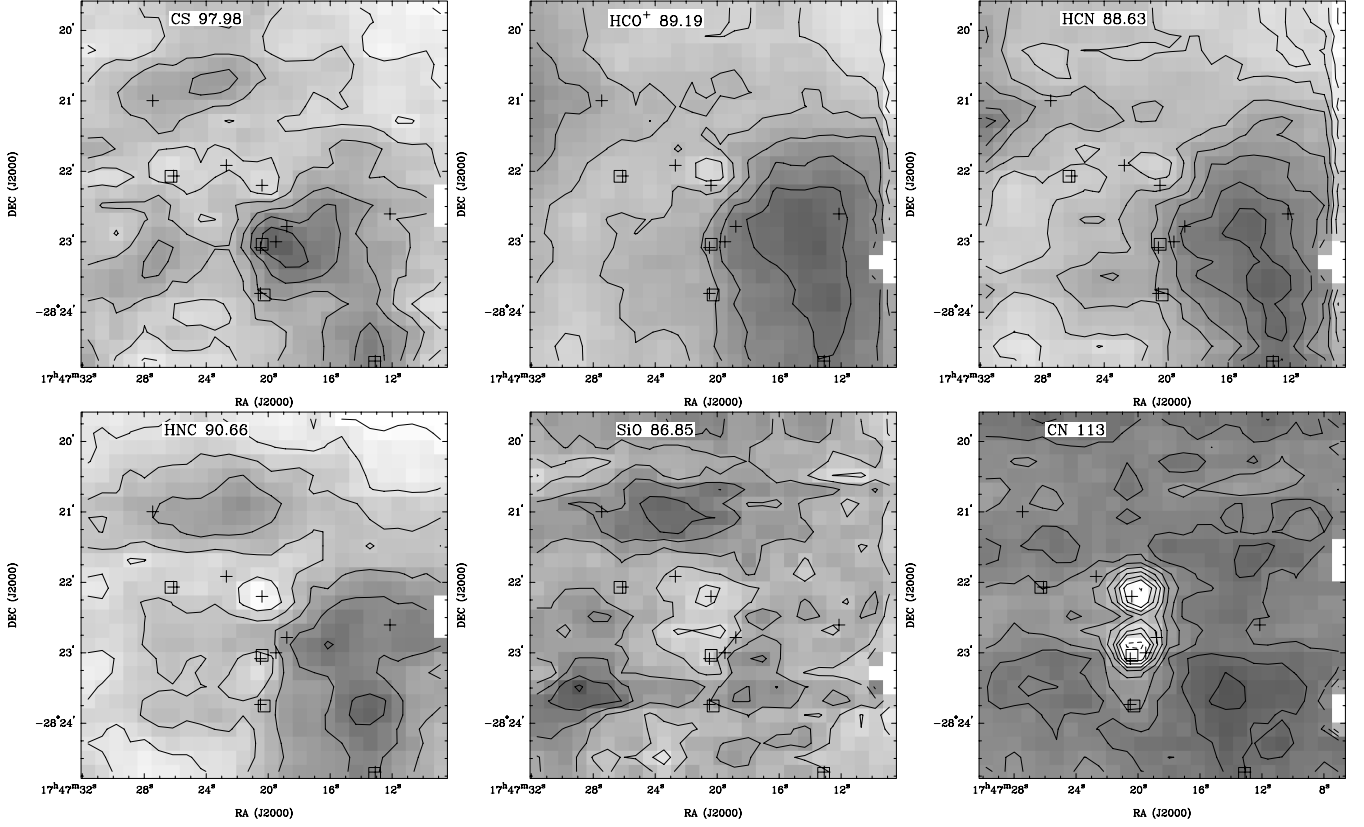 CS 97.98
HCO+ 89.19
HCN 88.63
20'
21'
22'
23'
−28°24'
DEC (J2000)
17h47m32s 28s 24s 20s 16s 12s
RA (J2000)
20'
21'
22'
23'
−28°24'
DEC (J2000)
17h47m32s 28s 24s 20s 16s 12s
RA (J2000)
20'
21'
22'
23'
−28°24'
DEC (J2000)
17h47m32s 28s 24s 20s 16s 12s
RA (J2000)
HNC 90.66
SiO 86.85
CN 113
20'
21'
22'
23'
−28°24'
DEC (J2000)
17h47m32s 28s 24s 20s 16s 12s
RA (J2000)
20'
21'
22'
23'
−28°24'
DEC (J2000)
17h47m32s 28s 24s 20s 16s 12s
RA (J2000)
20'
21'
22'
23'
−28°24'
DEC (J2000)
17h47m28s 24s 20s 16s 12s 8s
RA (J2000)